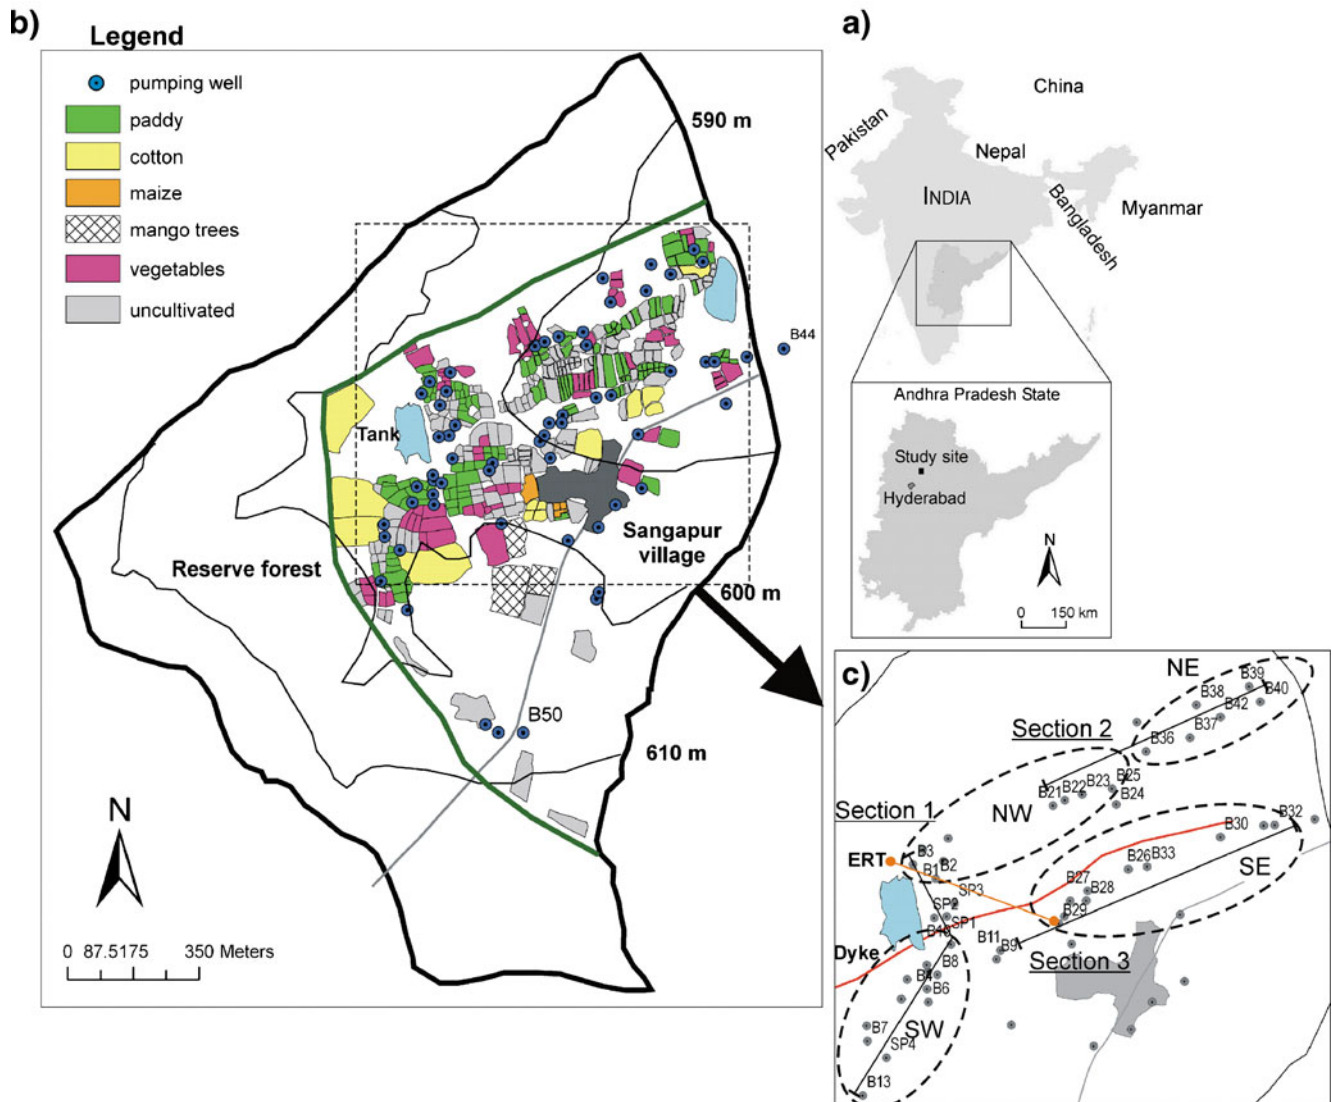 b)
Legend
pumping well
paddy
cotton
maize
mango trees
vegetables
uncultivated
590 m
B44
Tank
Sangapur
village
Reserve forest
600 m
B50
610 m
N
0 87.5175 350 Meters
a)
China
Pakistan
Nepal
INDIA
Bangladesh
Myanmar
Andhra Pradesh State
Study site
Hyderabad
N
0 150 km
c)
NE
B39
B38
B40
B42
Section 2
B37
B36
B25
B23
B22
B21
B24
NW
Section 1
B32
B30
B3
ERT
B2
B1
B26
B33
SE
B27
SP3
B28
SP2
B29
SP1
B10
B11
B9
Dyke
B8
Section 3
B4
B6
B7
SW
SP4
B13